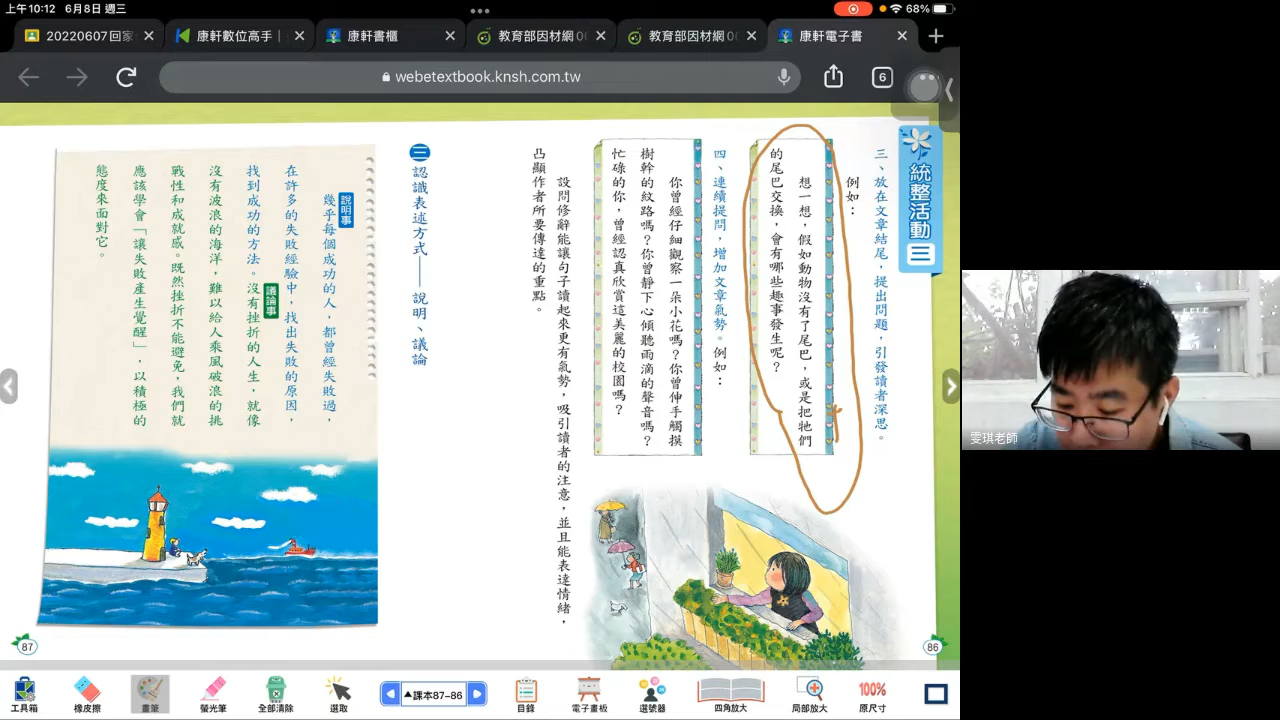 上午10:12 6月8日 週三
68%
20220607回家
康軒數位高手
康軒書櫃
教育部因材網 0
教育部因材網 0
康軒電子書
webetextbook.knsh.com.tw
6
統整活動三
三、放在文章結尾，提出問題，引發讀者深思。
例如：
想一想，假如動物沒有了尾巴，或是把牠們
的尾巴交換，會有哪些趣事發生呢？
四、連續提問，增加文章氣勢。例如：
你曾經仔細觀察一朵小花嗎？你曾伸手觸摸
樹幹的紋路嗎？你曾靜下心傾聽雨滴的聲音嗎？
忙碌的你，曾經認真欣賞這美麗的校園嗎？
設問修辭能讓句子讀起來更有氣勢，吸引讀者的注意，並且能表達情緒，
凸顯作者所要傳達的重點。
三 認識表述方式——說明、議論
說明事
幾乎每個成功的人，都曾經失敗過，
在許多的失敗經驗中，找出失敗的原因，
議論事
找到成功的方法。沒有挫折的人生，就像
沒有波浪的海洋，難以給人乘風破浪的挑
戰性和成就感。既然挫折不能避免，我們就
應該學會「讓失敗產生覺醒」，以積極的
態度來面對它。
87
86
工具箱
橡皮擦
畫筆
螢光筆
全部清除
選取
▲課本87-86
目錄
電子畫板
選號器
四角放大
局部放大
100%
原尺寸
雯琪老師